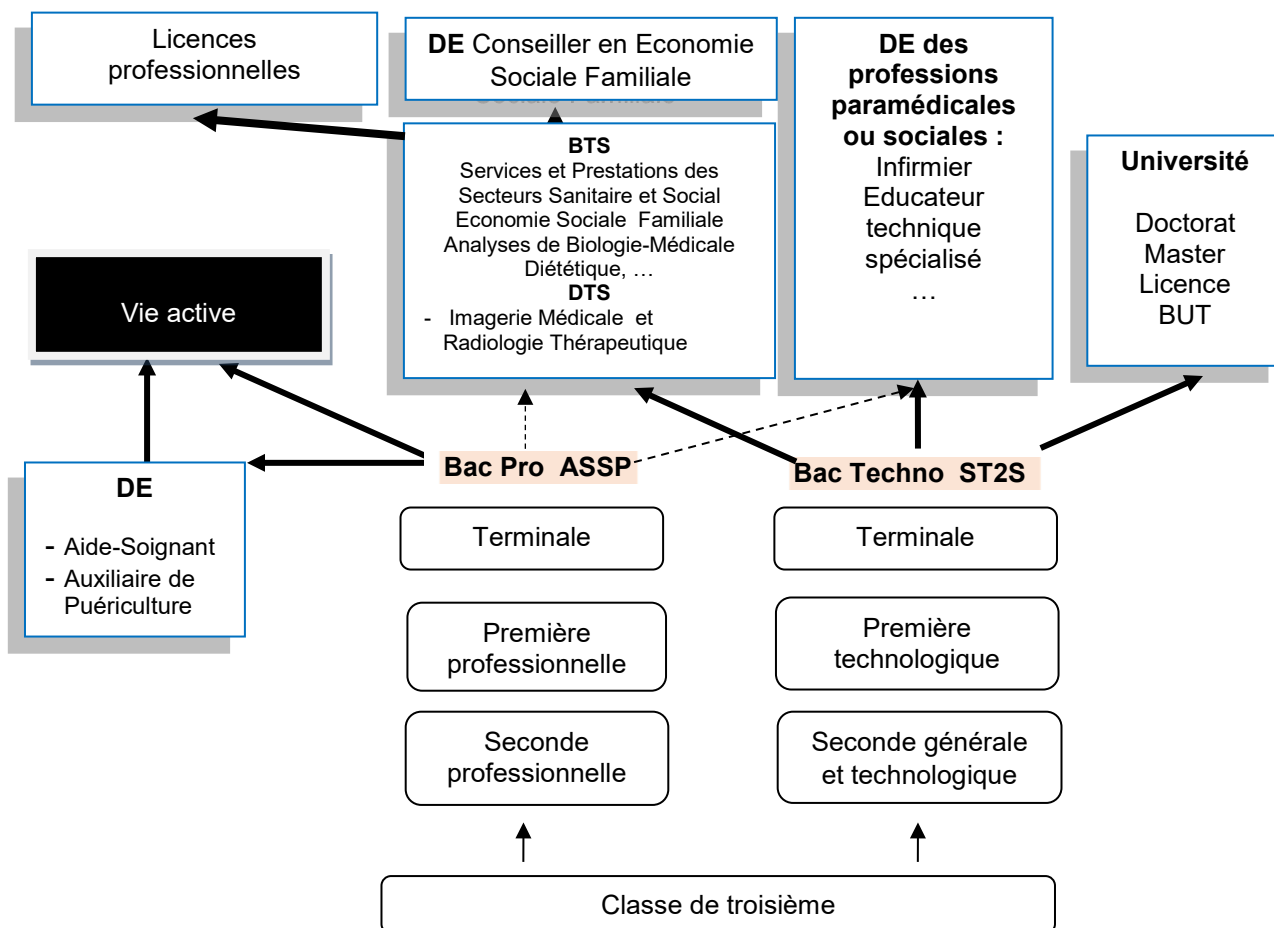 Licences
professionnelles
DE Conseiller en Economie
Sociale Familiale
DE des
professions
paramédicales
ou sociales :
Infirmier
Educateur
technique
spécialisé
…
Université
Doctorat
Master
Licence
BUT
BTS
Services et Prestations des
Secteurs Sanitaire et Social
Economie Sociale Familiale
Analyses de Biologie-Médicale
Diététique, …
DTS
- Imagerie Médicale et
Radiologie Thérapeutique
Vie active
DE
- Aide-Soignant
- Auxiliaire de
Puériculture
Bac Pro ASSP
Bac Techno ST2S
Terminale
Terminale
Première
professionnelle
Première
technologique
Seconde
professionnelle
Seconde générale
et technologique
Classe de troisième